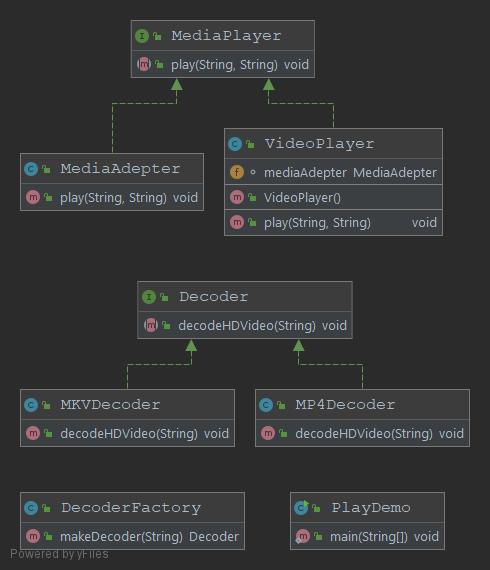 MediaPlayer
play(String, String) void
MediaAdepter
play(String, String) void
VideoPlayer
mediaAdepter MediaAdepter
VideoPlayer()
play(String, String) void
Decoder
decodeHDVideo(String) void
MKVDecoder
decodeHDVideo(String) void
MP4Decoder
decodeHDVideo(String) void
DecoderFactory
makeDecoder(String) Decoder
PlayDemo
main(String[]) void
Powered by yFiles